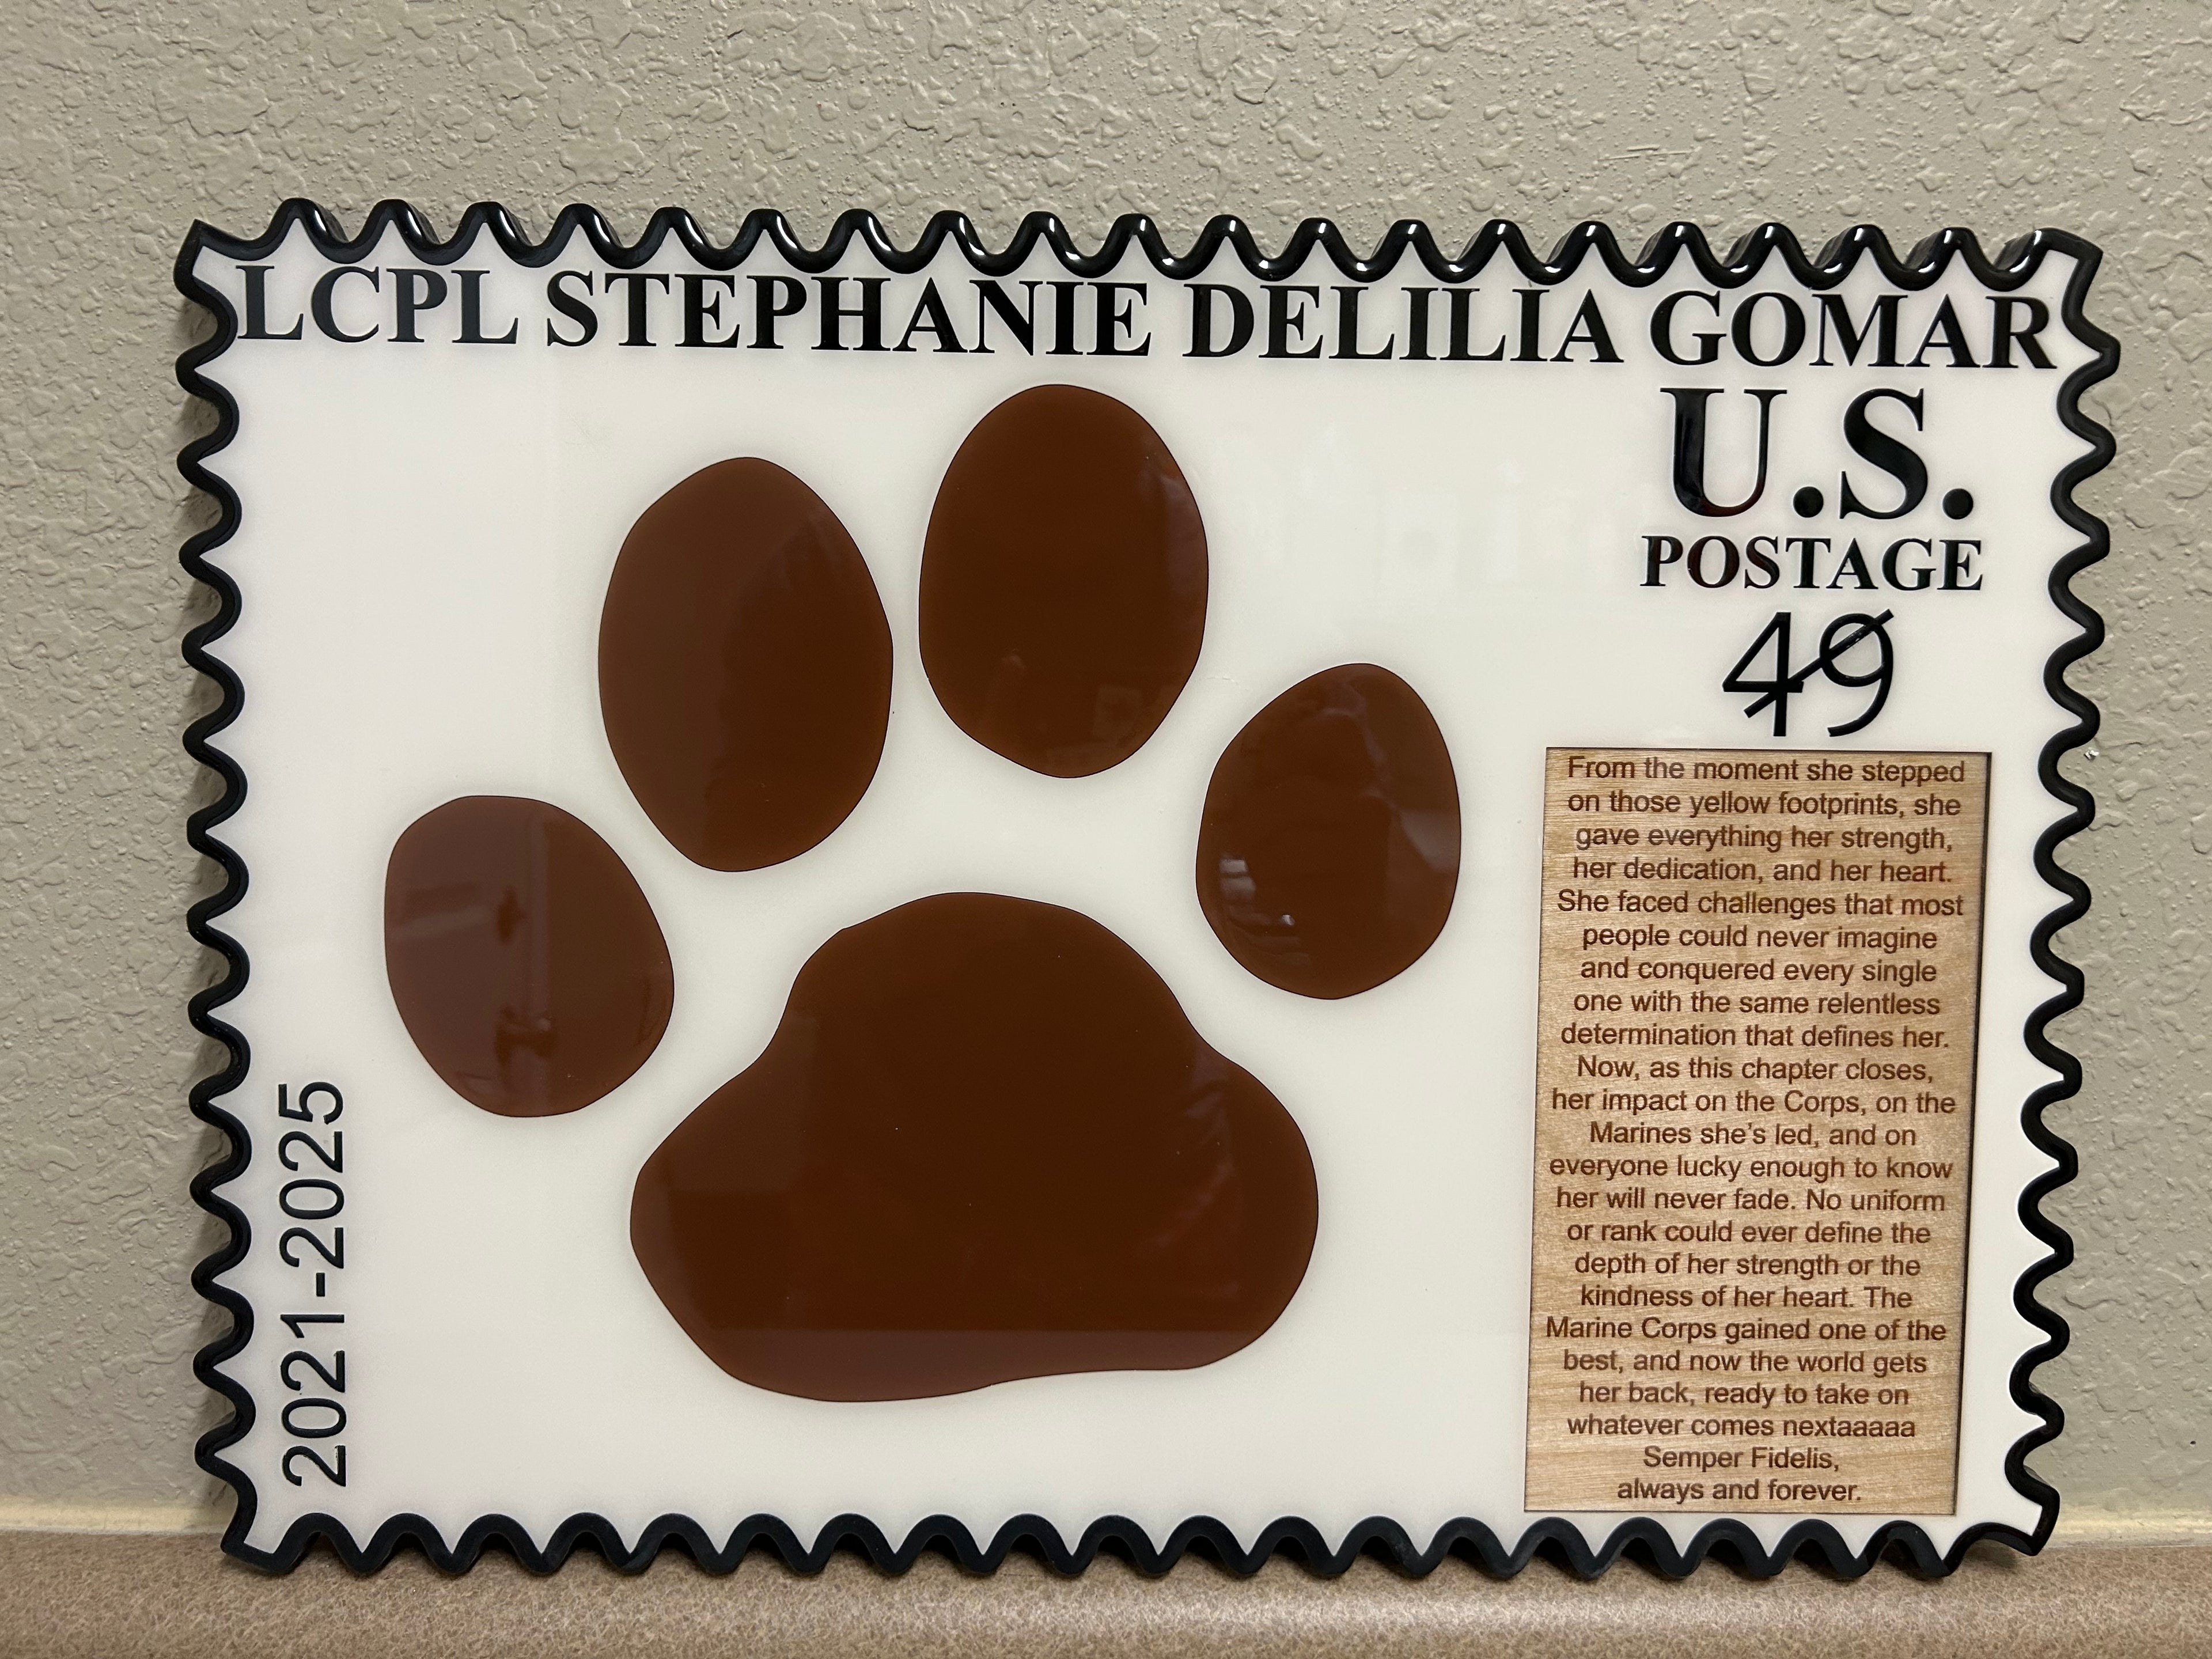 LCPL STEPHANIE DELILIA GOMAR
U.S.
POSTAGE
49
From the moment she stepped
on those yellow footprints, she
gave everything her strength,
her dedication, and her heart.
She faced challenges that most
people could never imagine
and conquered every single
one with the same relentless
determination that defines her.
Now, as this chapter closes,
her impact on the Corps, on the
Marines she's led, and on
everyone lucky enough to know
her will never fade. No uniform
or rank could ever define the
depth of her strength or the
kindness of her heart. The
Marine Corps gained one of the
best, and now the world gets
her back, ready to take on
whatever comes nextaaaaa
Semper Fidelis,
always and forever.
2021-2025